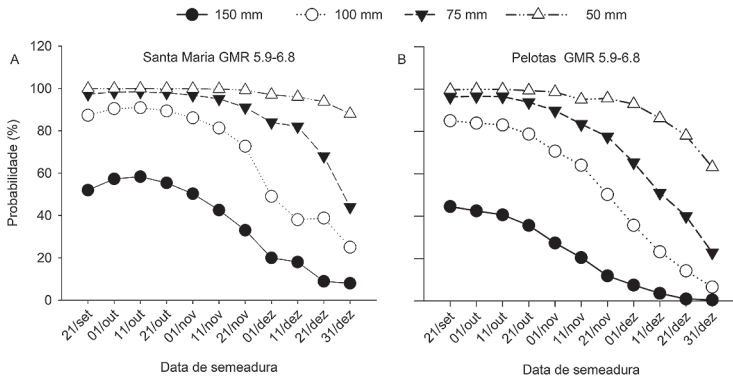 150 mm 100 mm 75 mm 50 mm
A Santa Maria GMR 5.9-6.8
B Pelotas GMR 5.9-6.8
Probabilidade (%)
120
100
80
60
40
20
0
21/set 01/out 11/out 21/out 01/nov 11/nov 21/nov 01/dez 11/dez 21/dez 31/dez
21/set 01/out 11/out 21/out 01/nov 11/nov 21/nov 01/dez 11/dez 21/dez 31/dez
Data de semeadura
Data de semeadura